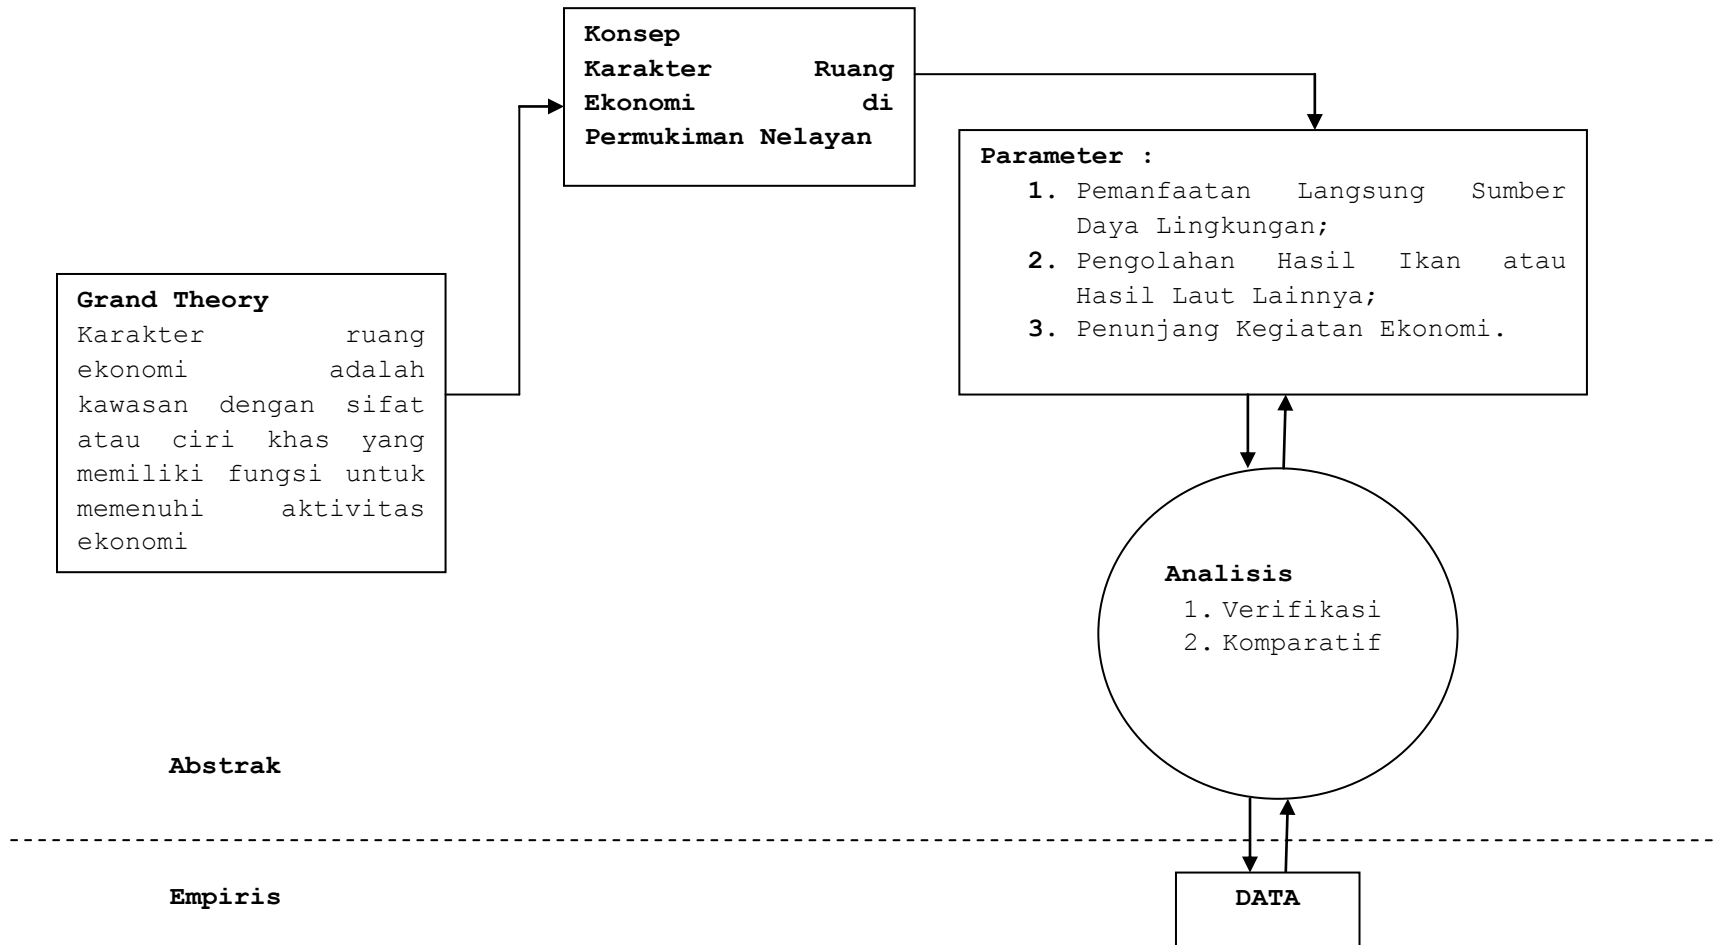 Konsep
Karakter Ruang
Ekonomi di
Permukiman Nelayan
Parameter :
1. Pemanfaatan Langsung Sumber
Daya Lingkungan;
2. Pengolahan Hasil Ikan atau
Hasil Laut Lainnya;
3. Penunjang Kegiatan Ekonomi.
Grand Theory
Karakter ruang
ekonomi adalah
kawasan dengan sifat
atau ciri khas yang
memiliki fungsi untuk
memenuhi aktivitas
ekonomi
Analisis
1. Verifikasi
2. Komparatif
Abstrak
Empiris
DATA